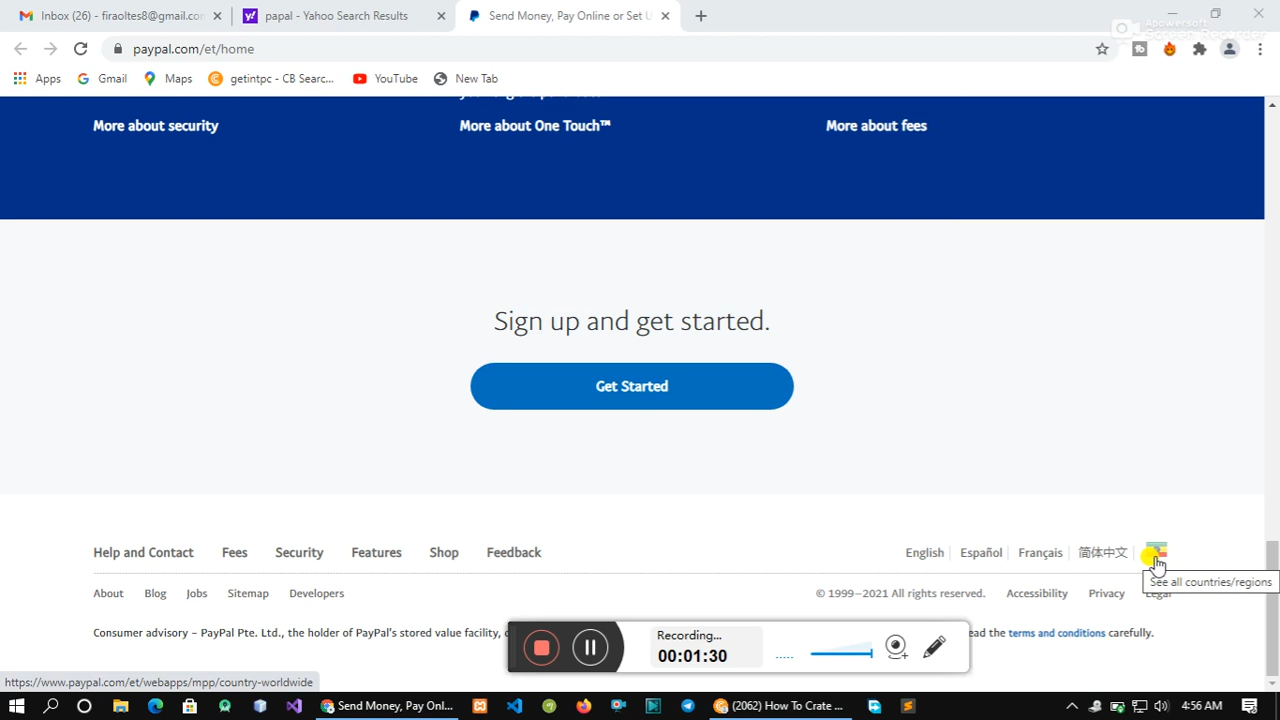 Inbox (26) - firaoltes8@gmail.con
papal - Yahoo Search Results
Send Money, Pay Online or Set U
Apowersoft
Screen Recorder
paypal.com/et/home
Apps
Gmail
Maps
getintpc - CB Searc...
YouTube
New Tab
More about security
More about One Touch™
More about fees
Sign up and get started.
Get Started
Help and Contact
Fees
Security
Features
Shop
Feedback
English
Español
Français
简体中文
See all countries/regions
About
Blog
Jobs
Sitemap
Developers
© 1999–2021 All rights reserved.
Accessibility
Privacy
Legal
Consumer advisory – PayPal Pte. Ltd., the holder of PayPal's stored value facility, ead the terms and conditions carefully.
Recording...
00:01:30
https://www.paypal.com/et/webapps/mpp/country-worldwide
Send Money, Pay Onl...
(2062) How To Crate ...
4:56 AM